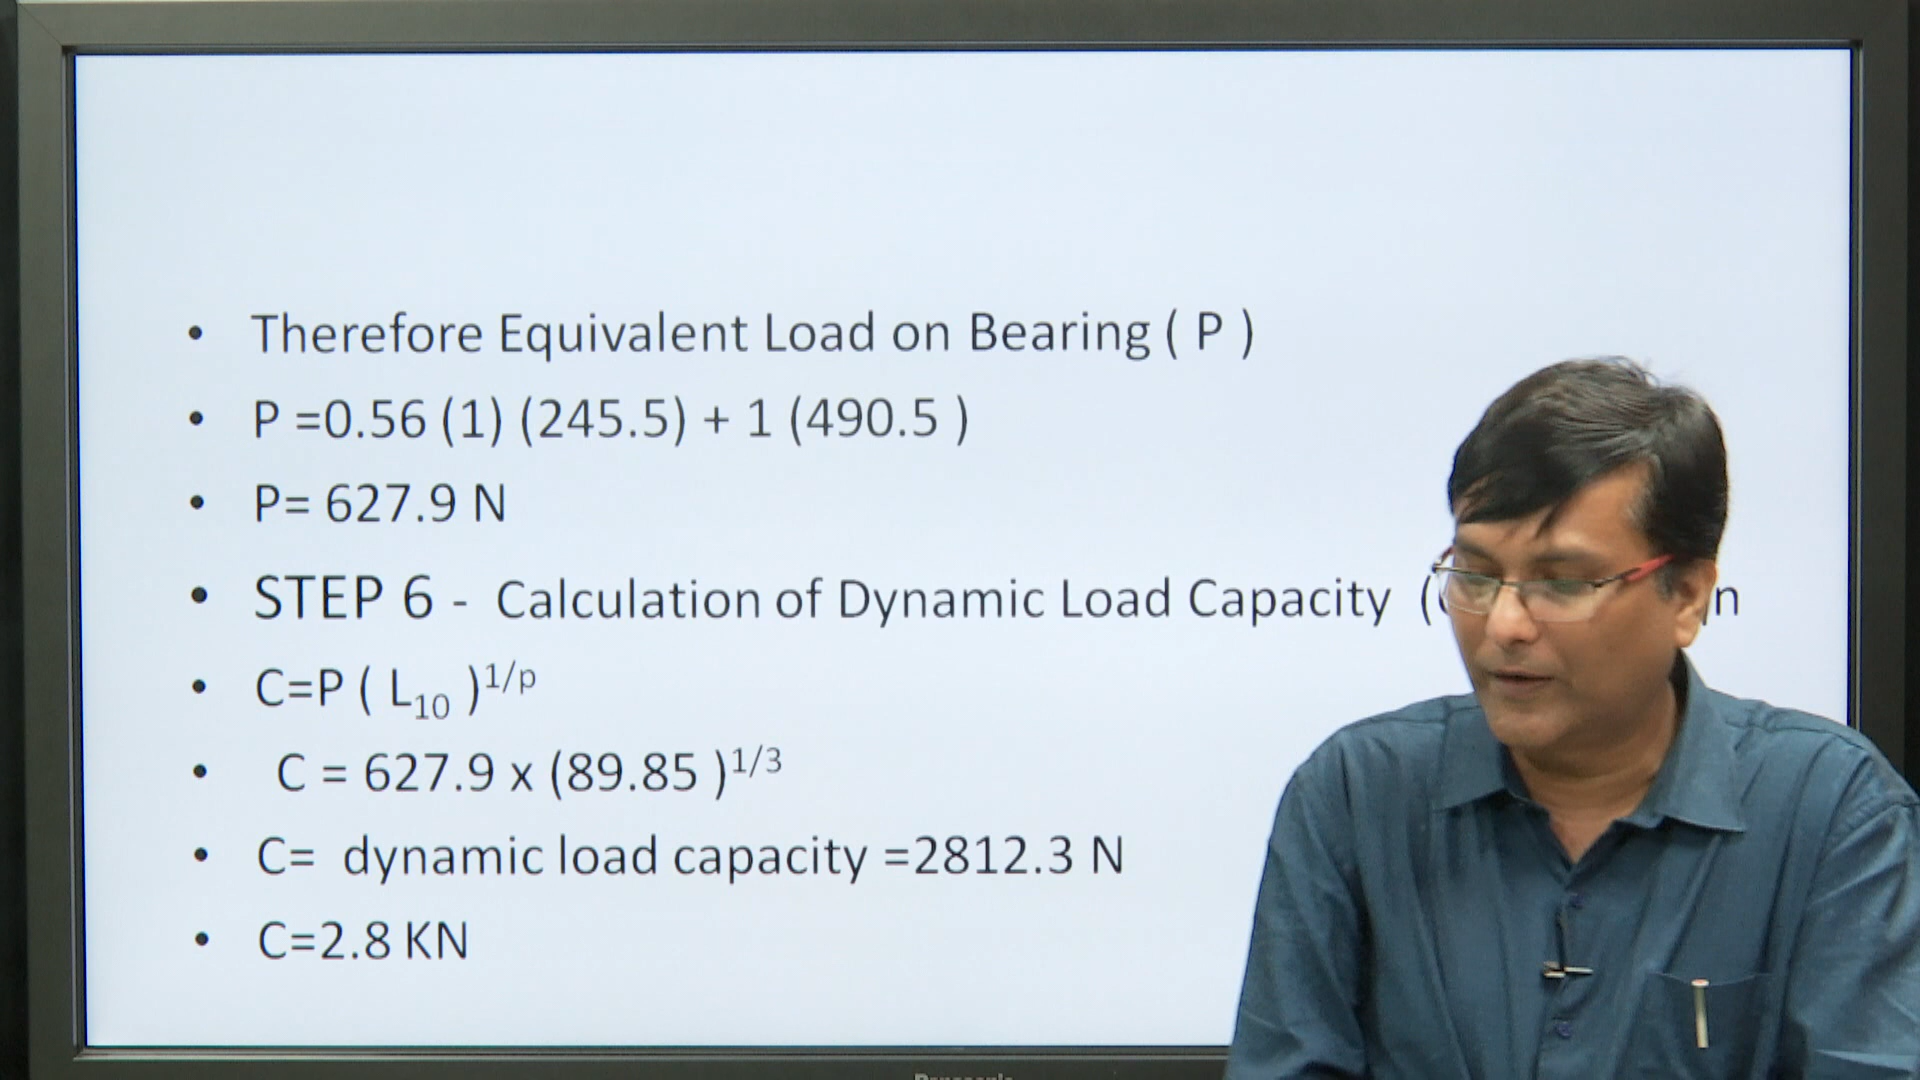 • Therefore Equivalent Load on Bearing ( P )
• P =0.56 (1) (245.5) + 1 (490.5 )
• P= 627.9 N
• STEP 6 - Calculation of Dynamic Load Capacity (
• C=P ( L₁₀ )¹/ᵖ
• C = 627.9 x (89.85 )¹/³
• C= dynamic load capacity =2812.3 N
• C=2.8 KN